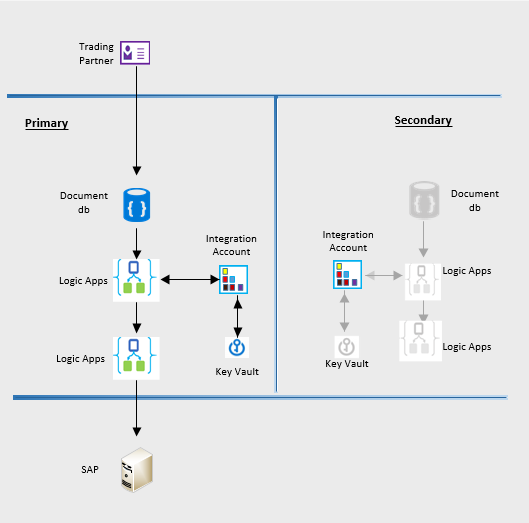 Trading
Partner
Primary
Secondary
Document
db
Document
db
Integration
Account
Integration
Account
Logic Apps
Logic Apps
Logic Apps
Logic Apps
Key Vault
Key Vault
SAP